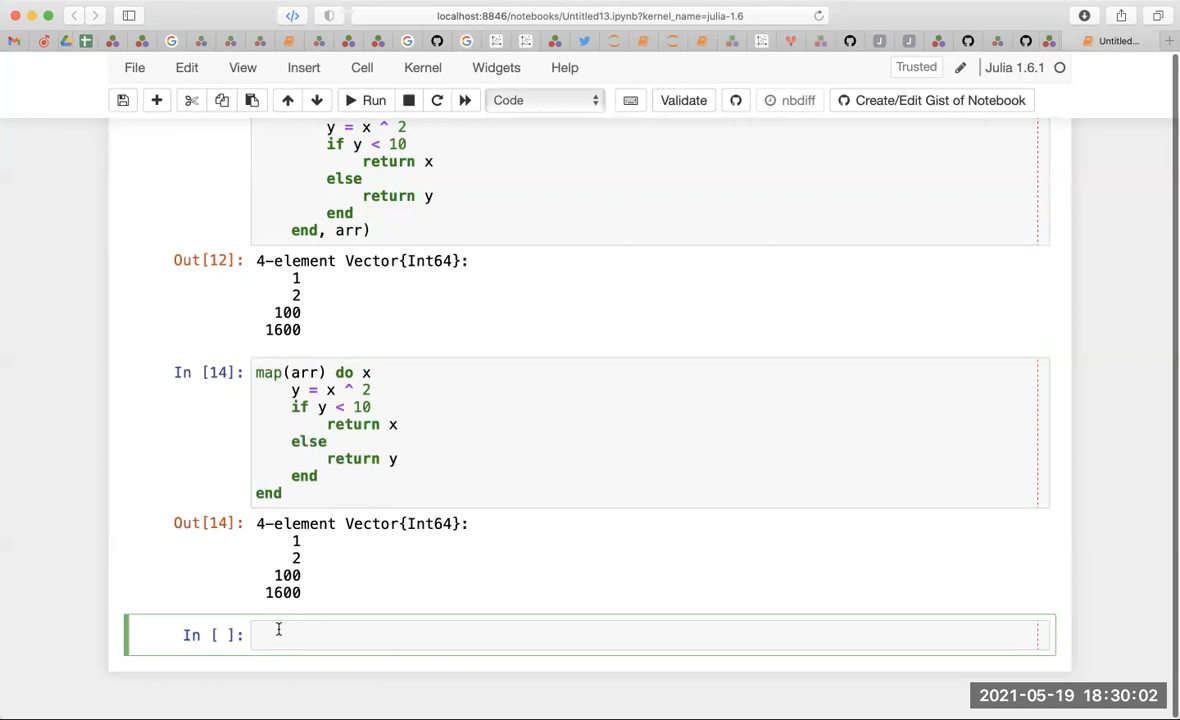 localhost:8846/notebooks/Untitled13.ipynb?kernel_name=julia-1.6
Untitled...
File Edit View Insert Cell Kernel Widgets Help Trusted Julia 1.6.1
Run Code Validate nbdiff Create/Edit Gist of Notebook
y = x ^ 2
if y < 10
return x
else
return y
end
end, arr)
Out[12]: 4-element Vector{Int64}:
1
2
100
1600
In [14]: map(arr) do x
y = x ^ 2
if y < 10
return x
else
return y
end
end
Out[14]: 4-element Vector{Int64}:
1
2
100
1600
In [ ]:
2021-05-19 18:30:02